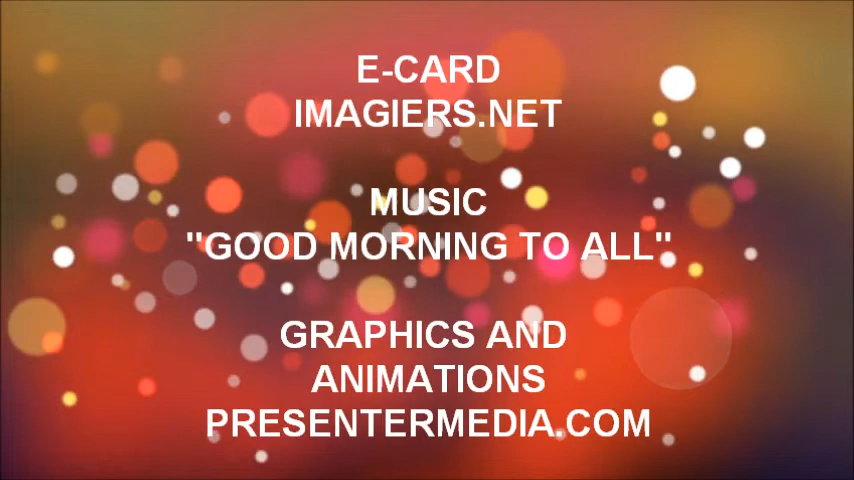 E-CARD
IMAGIERS.NET
MUSIC
"GOOD MORNING TO ALL"
GRAPHICS AND
ANIMATIONS
PRESENTERMEDIA.COM